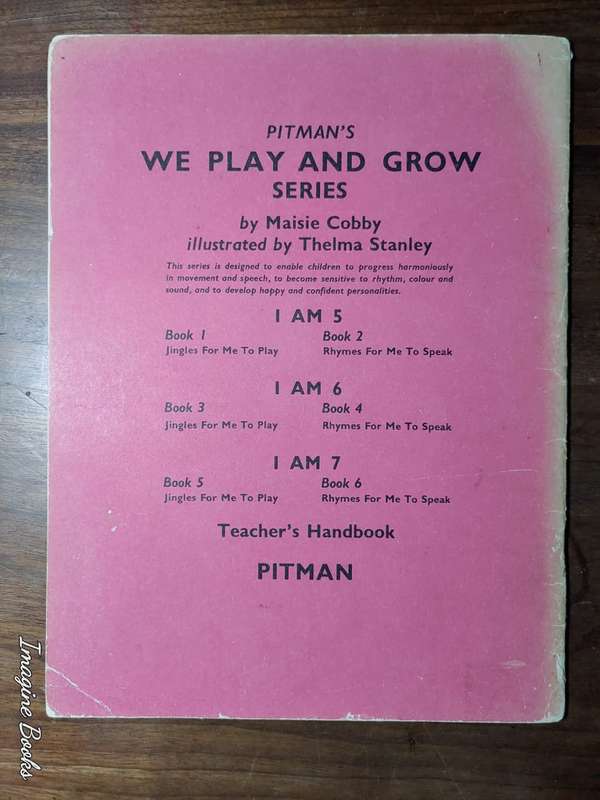 PITMAN'S
WE PLAY AND GROW
SERIES
by Maisie Cobby
illustrated by Thelma Stanley
This series is designed to enable children to progress harmoniously
in movement and speech, to become sensitive to rhythm, colour and
sound, and to develop happy and confident personalities.
I AM 5
Book 1 Book 2
Jingles For Me To Play Rhymes For Me To Speak
I AM 6
Book 3 Book 4
Jingles For Me To Play Rhymes For Me To Speak
I AM 7
Book 5 Book 6
Jingles For Me To Play Rhymes For Me To Speak
Teacher's Handbook
PITMAN
Imagine Books